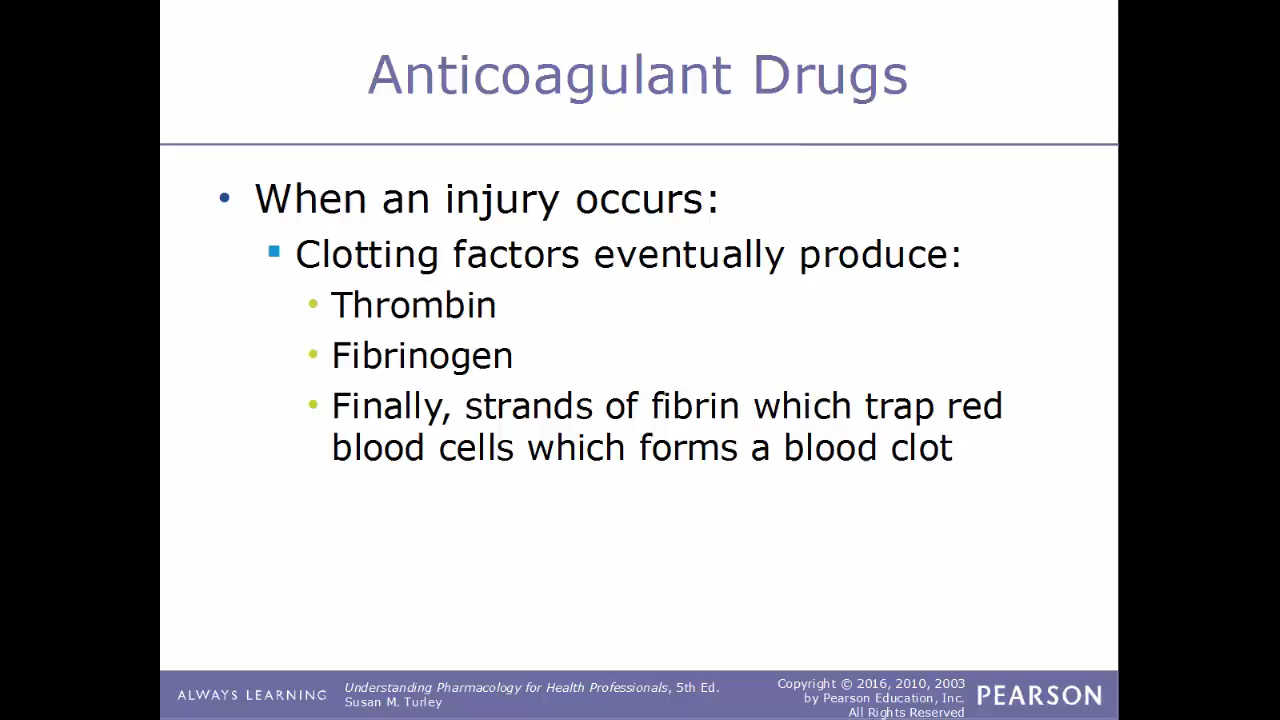 Anticoagulant Drugs
• When an injury occurs:
▪ Clotting factors eventually produce:
• Thrombin
• Fibrinogen
• Finally, strands of fibrin which trap red
blood cells which forms a blood clot
ALWAYS LEARNING
Understanding Pharmacology for Health Professionals, 5th Ed.
Susan M. Turley
Copyright © 2016, 2010, 2003
by Pearson Education, Inc.
All Rights Reserved
PEARSON